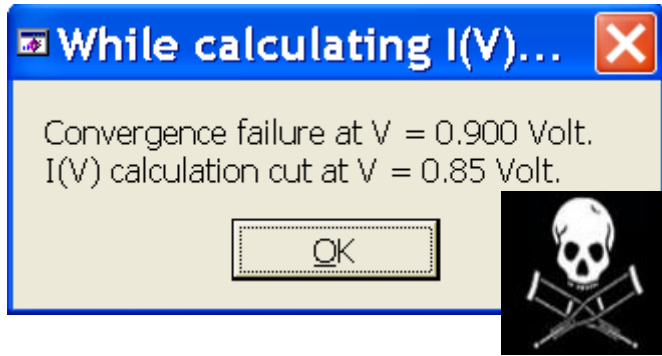 While calculating I(V)...
Convergence failure at V = 0.900 Volt.
I(V) calculation cut at V = 0.85 Volt.
OK